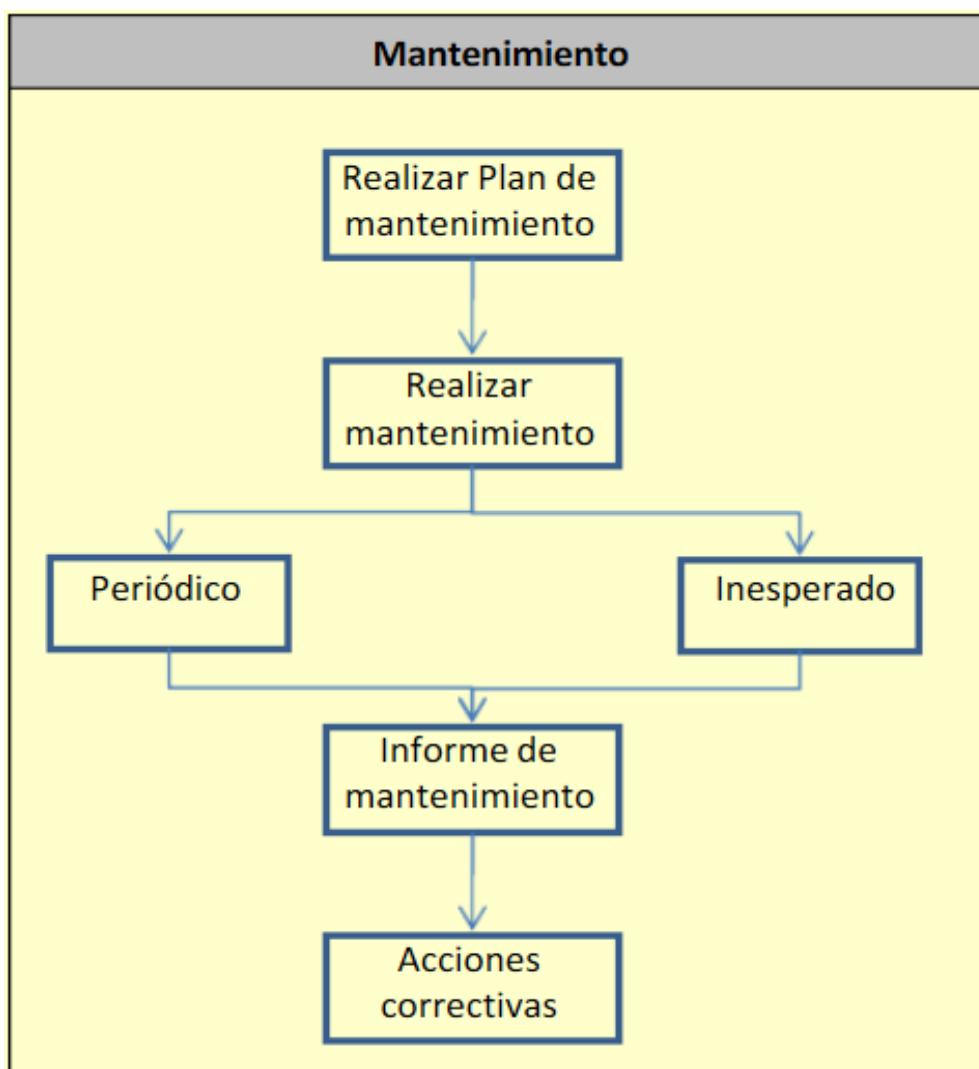 Mantenimiento
Realizar Plan de
mantenimiento
Realizar
mantenimiento
Periódico
Inesperado
Informe de
mantenimiento
Acciones
correctivas